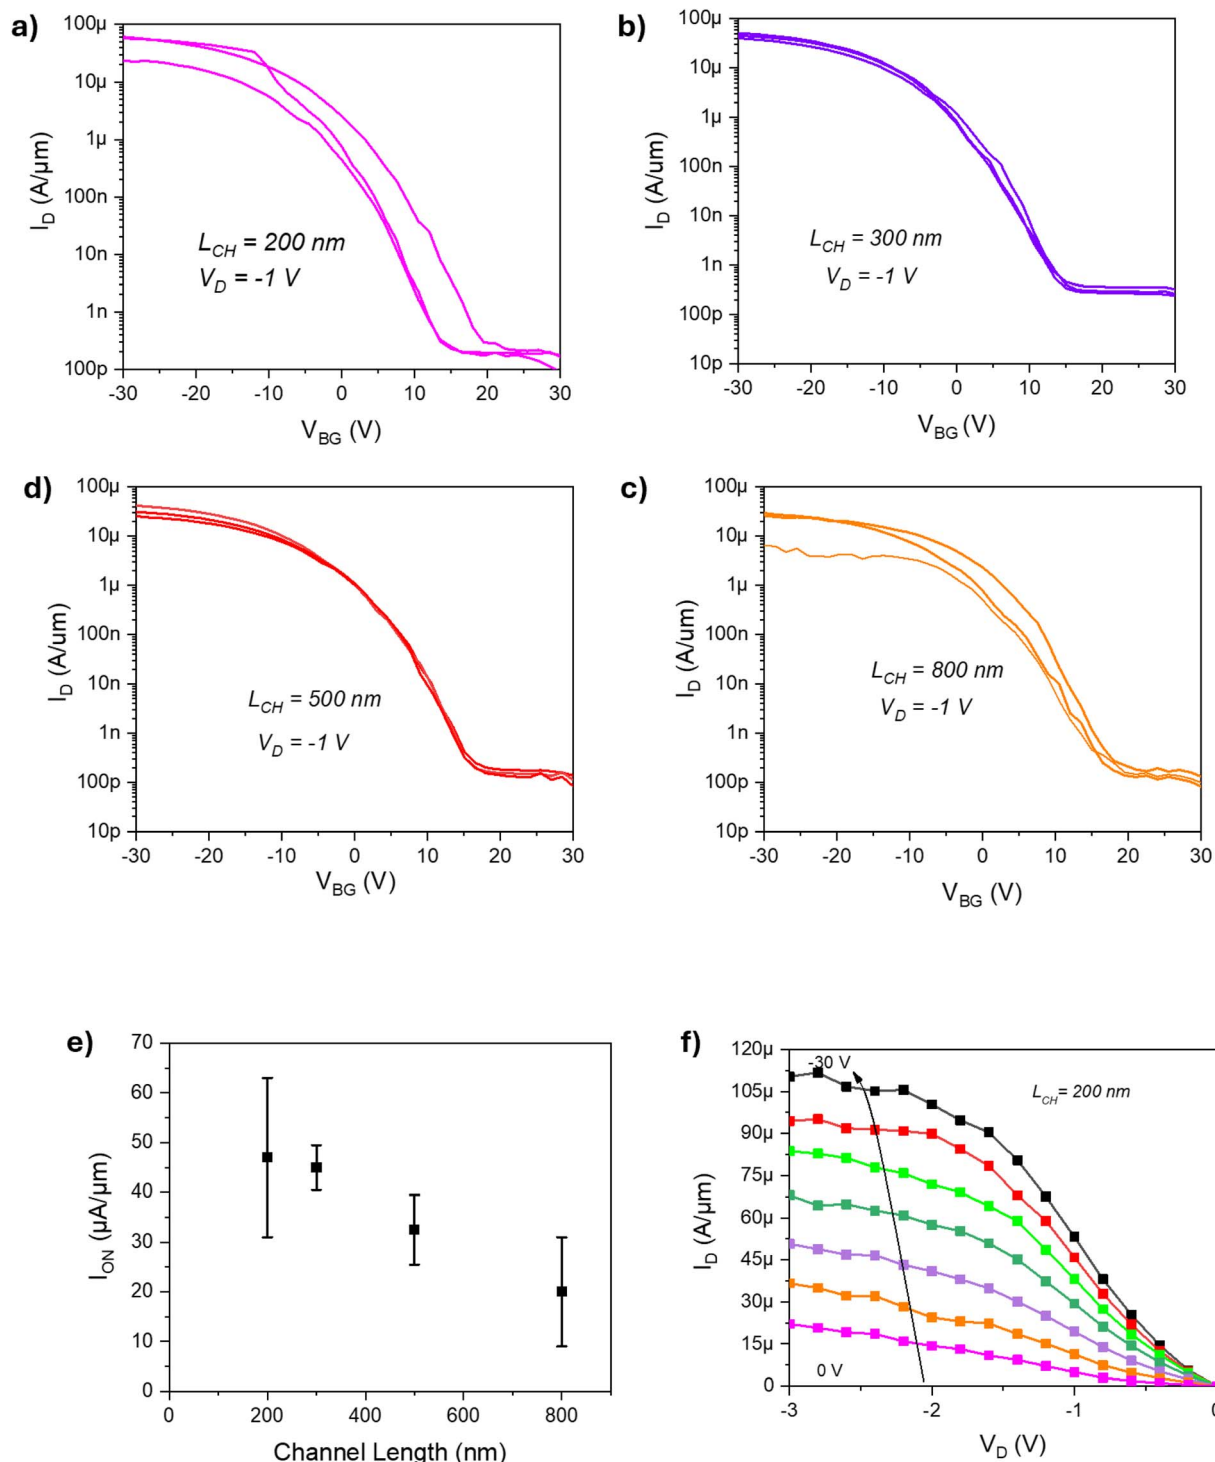 a)
100µ
10µ
1µ
100n
10n
1n
100p
I_D (A/µm)
L_CH = 200 nm
V_D = -1 V
-30 -20 -10 0 10 20 30
V_BG (V)
b)
100µ
10µ
1µ
100n
10n
1n
100p
10p
I_D (A/um)
L_CH = 300 nm
V_D = -1 V
-30 -20 -10 0 10 20 30
V_BG (V)
d)
100µ
10µ
1µ
100n
10n
1n
100p
10p
I_D (A/um)
L_CH = 500 nm
V_D = -1 V
-30 -20 -10 0 10 20 30
V_BG (V)
c)
100µ
10µ
1µ
100n
10n
1n
100p
10p
I_D (A/um)
L_CH = 800 nm
V_D = -1 V
-30 -20 -10 0 10 20 30
V_BG (V)
e)
70
60
50
40
30
20
10
0
I_ON (µA/µm)
0 200 400 600 800
Channel Length (nm)
f)
120µ
105µ
90µ
75µ
60µ
45µ
30µ
15µ
0
I_D (A/µm)
-30 V
L_CH= 200 nm
0 V
-3 -2 -1 0
V_D (V)